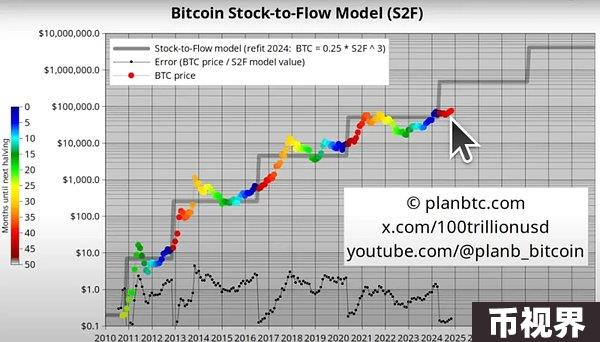 Bitcoin Stock-to-Flow Model (S2F)
$10,000,000.0
$1,000,000.0
$100,000.0
$10,000.0
$1,000.0
$100.0
$10.0
$1.0
$0.1
Stock-to-Flow model (refit 2024: BTC = 0.25 * S2F ^ 3)
Error (BTC price / S2F model value)
BTC price
Months until next halving
0
5
10
15
20
25
30
35
40
45
50
© planbtc.com
x.com/100trillionusd
youtube.com/@planb_bitcoin
2010 2011 2012 2013 2014 2015 2016 2017 2018 2019 2020 2021 2022 2023 2024 2025
币视界